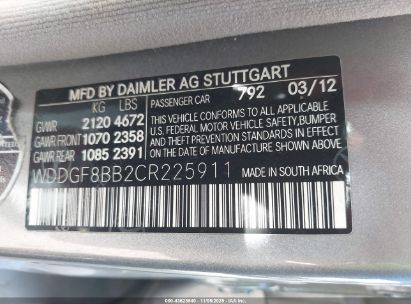 MFD BY DAIMLER AG STUTTGART
KG LBS PASSENGER CAR 792 03/12
GVWR 2120 4672 THIS VEHICLE CONFORMS TO ALL APPLICABLE
GAWR FRONT 1070 2358 U.S. FEDERAL MOTOR VEHICLE SAFETY, BUMPER
GAWR REAR 1085 2391 AND THEFT PREVENTION STANDARDS IN EFFECT
ON THE DATE OF MANUFACTURE SHOWN ABOVE.
WDDGF8BB2CR225911 MADE IN SOUTH AFRICA